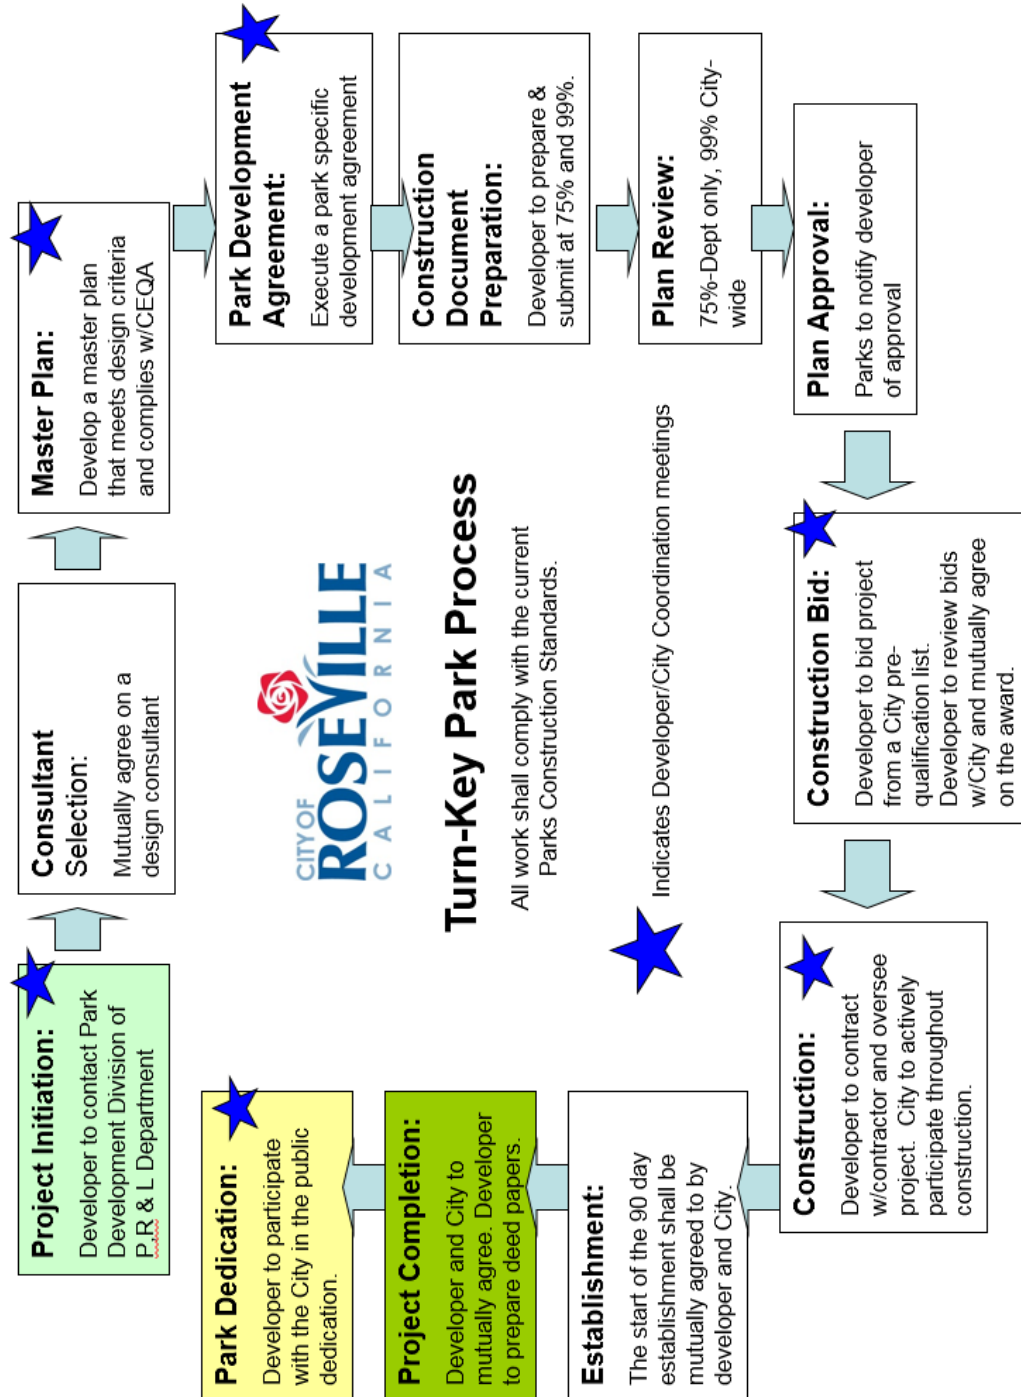 Project Initiation:
Developer to contact Park
Development Division of
P,R & L Department
Consultant
Selection:
Mutually agree on a
design consultant
Master Plan:
Develop a master plan
that meets design criteria
and complies w/CEQA
Park Development
Agreement:
Execute a park specific
development agreement
Construction
Document
Preparation:
Developer to prepare &
submit at 75% and 99%.
Plan Review:
75%-Dept only, 99% City-
wide
Plan Approval:
Parks to notify developer
of approval
Construction Bid:
Developer to bid project
from a City pre-
qualification list.
Developer to review bids
w/City and mutually agree
on the award.
Construction:
Developer to contract
w/contractor and oversee
project.  City to actively
participate throughout
construction.
Establishment:
The start of the 90 day
establishment shall be
mutually agreed to by
developer and City.
Project Completion:
Developer and City to
mutually agree. Developer
to prepare deed papers.
Park Dedication:
Developer to participate
with the City in the public
dedication.
CITY OF
ROSEVILLE
CALIFORNIA
Turn-Key Park Process
All work shall comply with the current
Parks Construction Standards.
Indicates Developer/City Coordination meetings